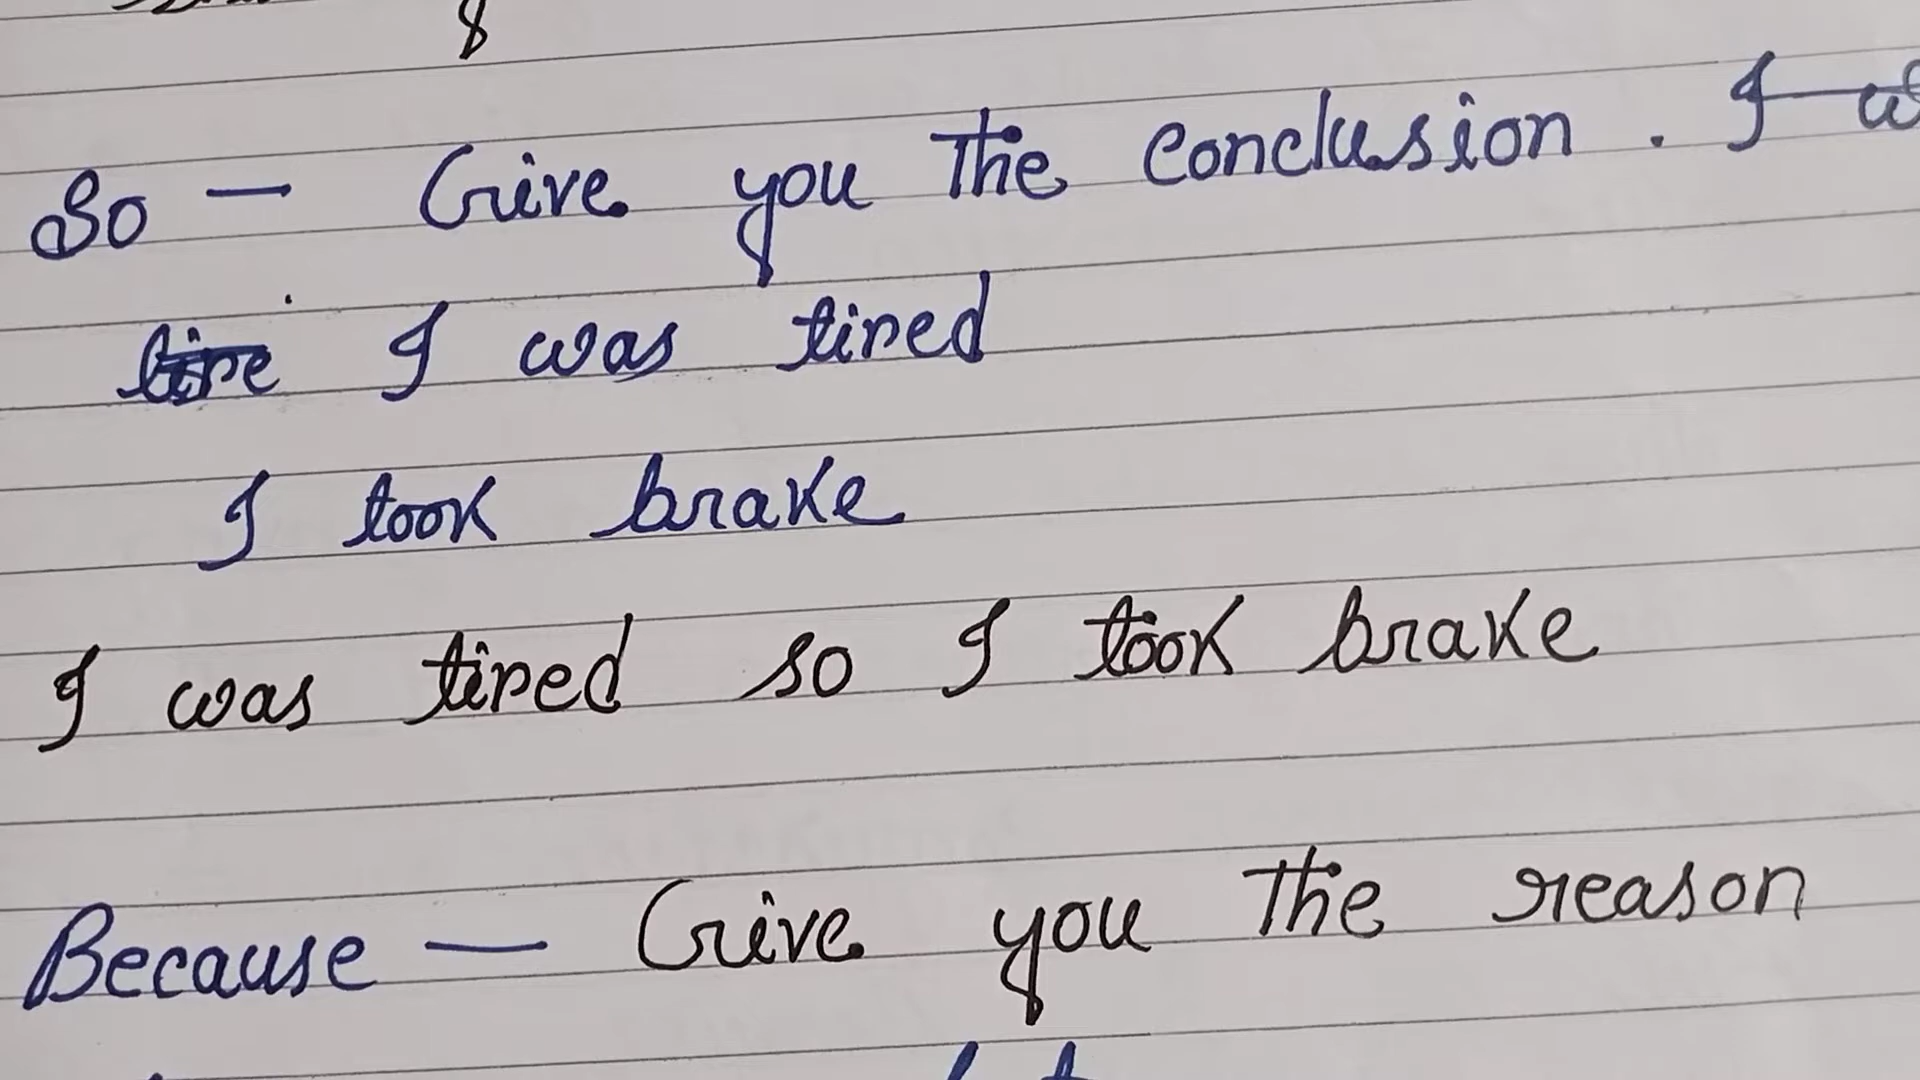 So — Give you the conclusion. I
I was tired
I took brake
I was tired so I took brake
Because — Give you the reason